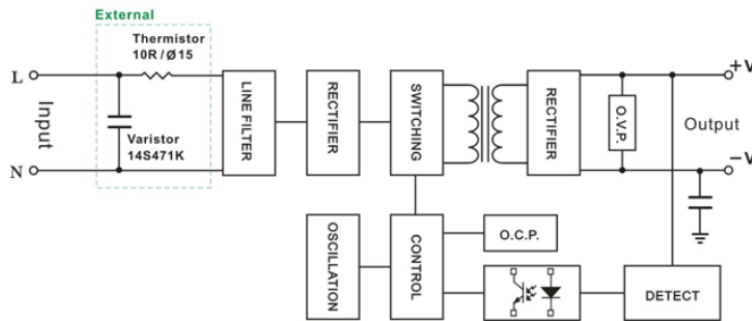 External
Thermistor
10R/Ø15
L
Input
Varistor
14S471K
N
LINE FILTER
RECTIFIER
SWITCHING
RECTIFIER
O.V.P.
+V
Output
-V
OSCILLATION
CONTROL
O.C.P.
DETECT